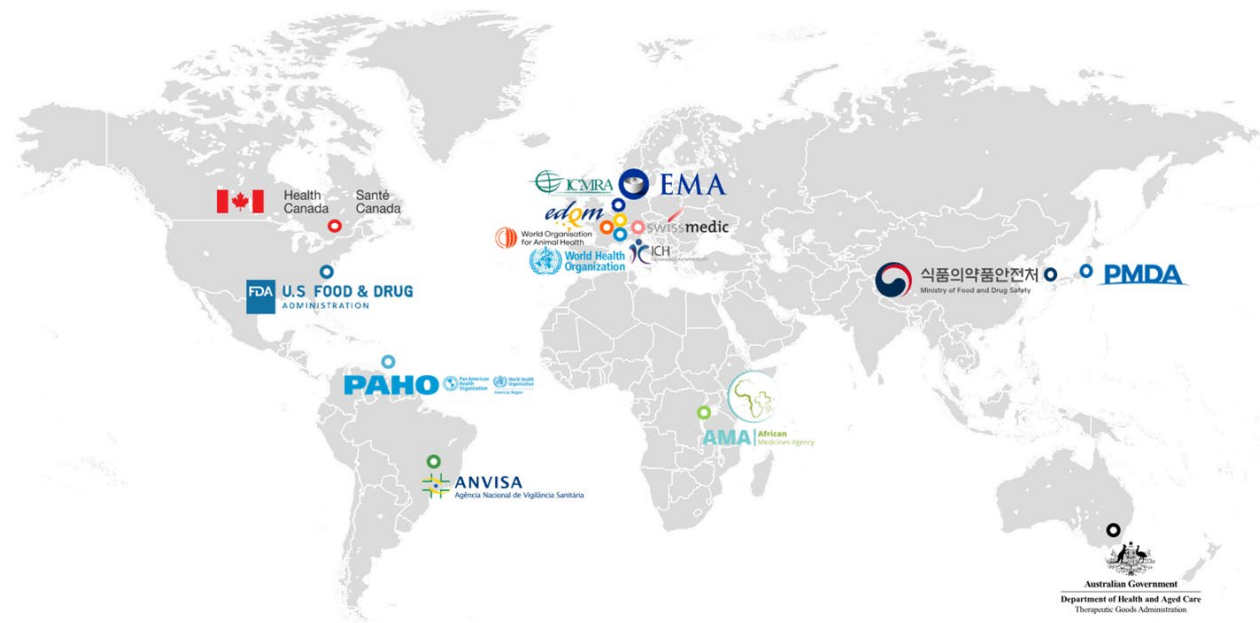 Health
Canada
Santé
Canada
FDA
U.S FOOD & DRUG
ADMINISTRATION
PAHO
Pan American
Health
Organization
World Health
Organization
Americas Region
ANVISA
Agência Nacional de Vigilância Sanitária
ICMRA
EMA
edqm
World Organisation
for Animal Health
swissmedic
World Health
Organization
ICH
AMA
African
Medicines Agency
식품의약품안전처
Ministry of Food and Drug Safety
PMDA
Australian Government
Department of Health and Aged Care
Therapeutic Goods Administration